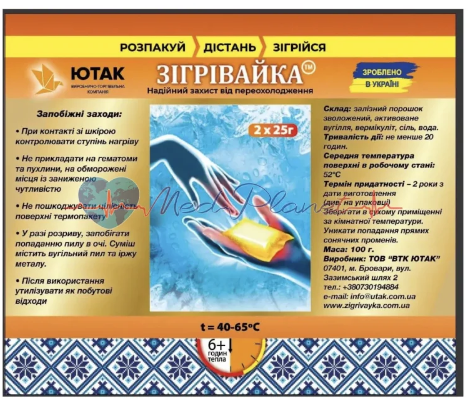 РОЗПАКУЙ ДІСТАНЬ ЗІГРІЙСЯ
ЮТАК
ВИРОБНИЧО-ТОРГІВЕЛЬНА
КОМПАНІЯ
ЗІГРІВАЙКА™
Надійний захист від переохолодження
ЗРОБЛЕНО
В УКРАЇНІ
2 x 25г
Запобіжні заходи:
• При контакті зі шкірою
контролювати ступінь нагріву
• Не прикладати на гематоми
та пухлини, на обморожені
місця із заниженою
чутливістю
• Не пошкоджувати цілісність
поверхні термопакету
• У разі розриву, запобігати
попаданню пилу в очі. Суміш
містить вугільний пил та іржу
металу.
• Після використання
утилізувати як побутові
відходи
Склад: залізний порошок
зволожений, активоване
вугілля, вермікуліт, сіль, вода.
Тривалість дії: не менше 20
годин.
Середня температура
поверхні в робочому стані:
52°С
Термін придатності – 2 роки з
дати виготовлення
(див. на упаковці)
Зберігати в сухому приміщенні
за кімнатної температури.
Уникати попадання прямих
сонячних променів.
Маса: 100 г.
Виробник: ТОВ "ВТК ЮТАК"
07401, м. Бровари, вул.
Зазимський шлях 2
тел.: +380730194884
e-mail: info@utak.com.ua
www.zigrivayka.com.ua
t = 40-65°C
6+
ГОДИН
ТЕПЛА